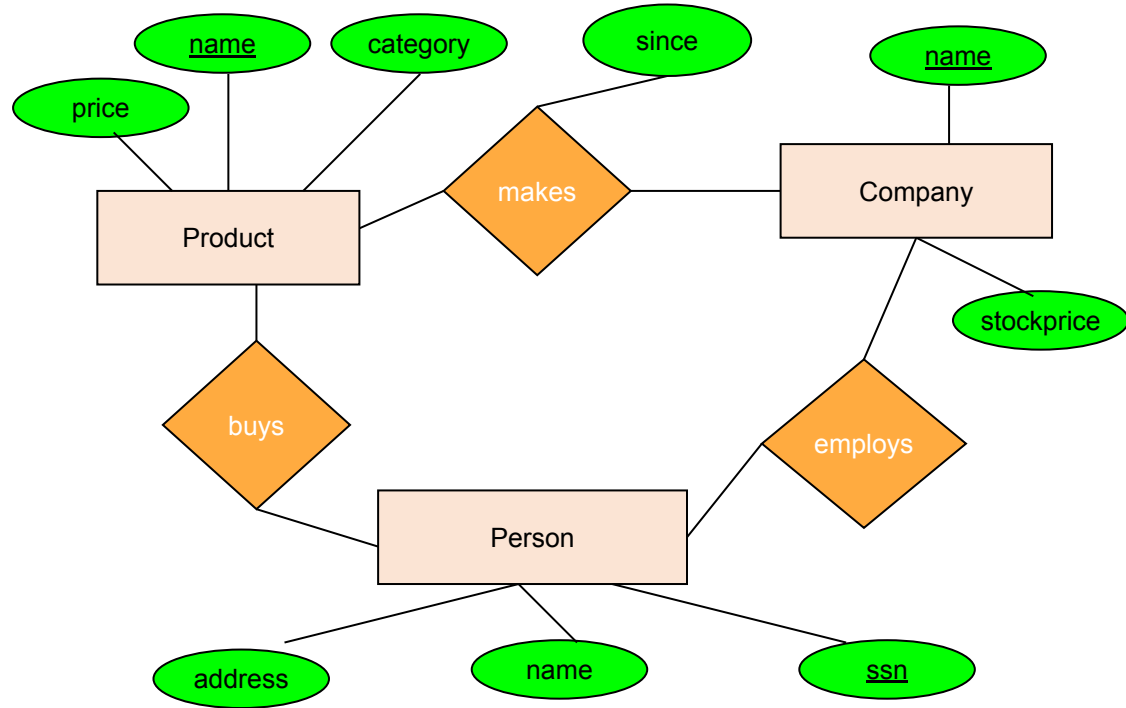 name
category
since
name
price
makes
Company
Product
stockprice
buys
employs
Person
address
name
ssn